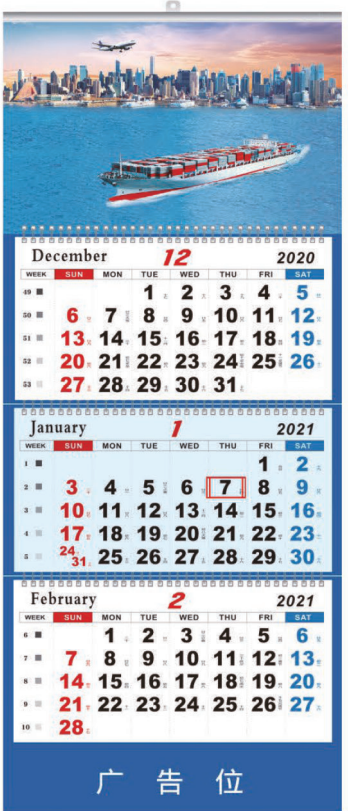 December 12 2020
WEEK SUN MON TUE WED THU FRI SAT
49 1 2 3 4 5
50 6 7 8 9 10 11 12
51 13 14 15 16 17 18 19
52 20 21 22 23 24 25 26
53 27 28 29 30 31
January 1 2021
WEEK SUN MON TUE WED THU FRI SAT
1 1 2
2 3 4 5 6 7 8 9
3 10 11 12 13 14 15 16
4 17 18 19 20 21 22 23
5 24 31 25 26 27 28 29 30
February 2 2021
WEEK SUN MON TUE WED THU FRI SAT
6 1 2 3 4 5 6
7 7 8 9 10 11 12 13
8 14 15 16 17 18 19 20
9 21 22 23 24 25 26 27
10 28
广告位